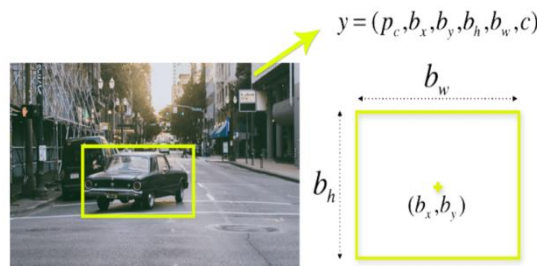 y = (p_c, b_x, b_y, b_h, b_w, c)
b_w
b_h
(b_x, b_y)